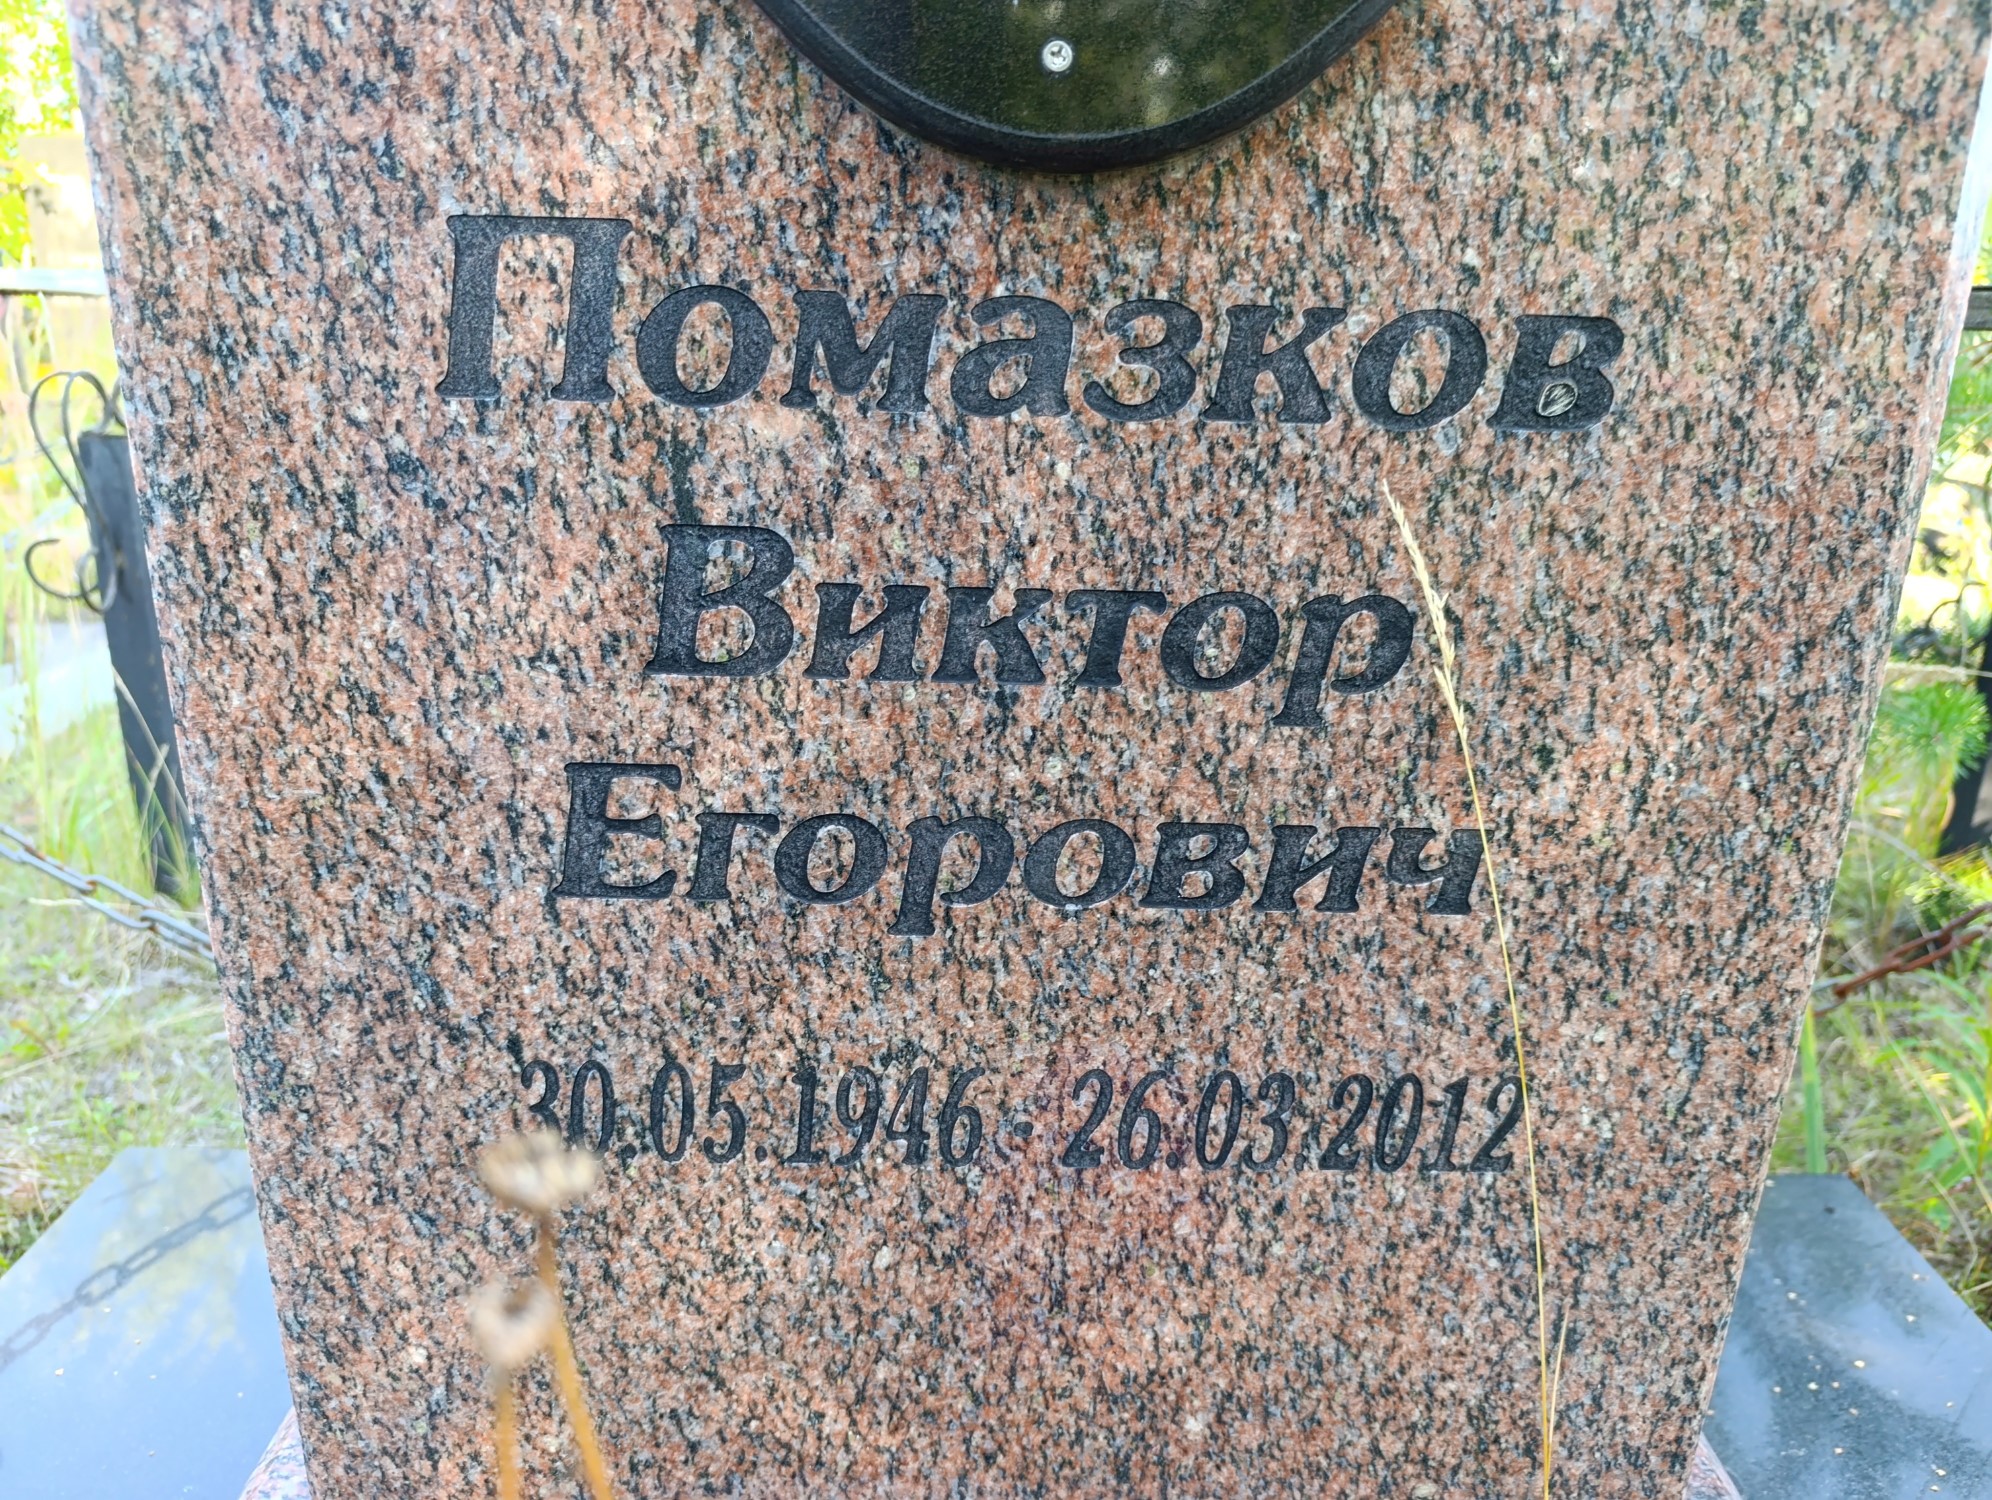 Помазков
Виктор
Егорович
30.05.1946 - 26.03.2012